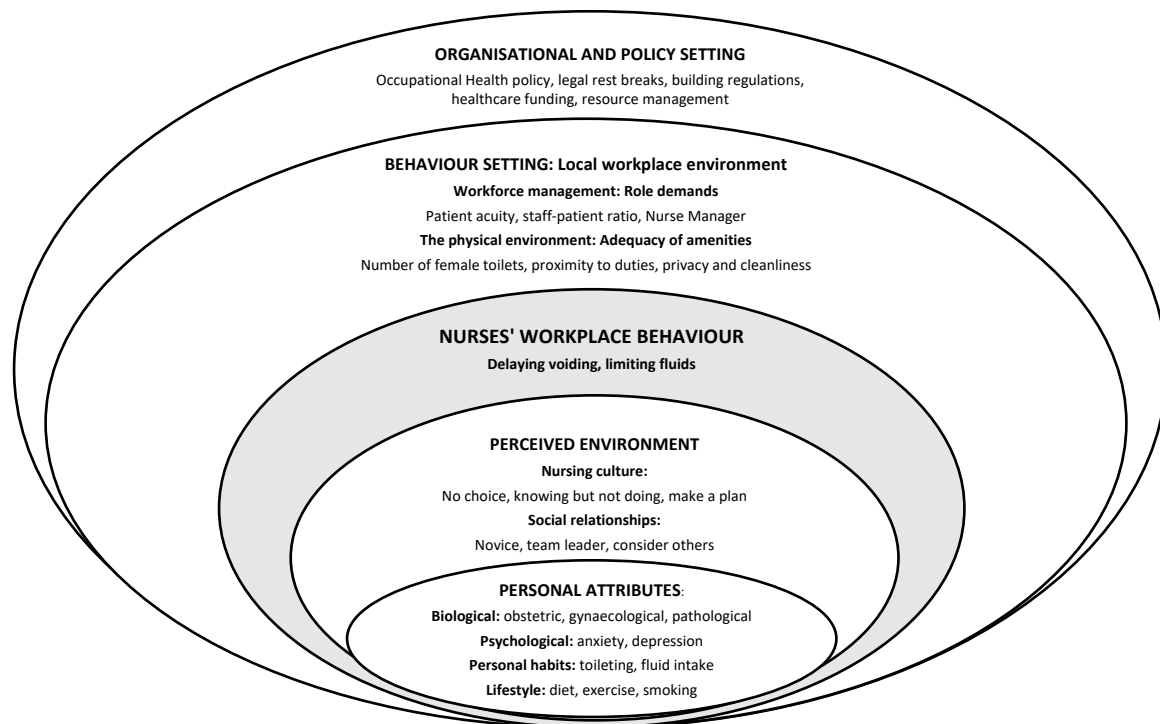 ORGANISATIONAL AND POLICY SETTING
Occupational Health policy, legal rest breaks, building regulations,
healthcare funding, resource management
BEHAVIOUR SETTING: Local workplace environment
Workforce management: Role demands
Patient acuity, staff-patient ratio, Nurse Manager
The physical environment: Adequacy of amenities
Number of female toilets, proximity to duties, privacy and cleanliness
NURSES' WORKPLACE BEHAVIOUR
Delaying voiding, limiting fluids
PERCEIVED ENVIRONMENT
Nursing culture:
No choice, knowing but not doing, make a plan
Social relationships:
Novice, team leader, consider others
PERSONAL ATTRIBUTES:
Biological: obstetric, gynaecological, pathological
Psychological: anxiety, depression
Personal habits: toileting, fluid intake
Lifestyle: diet, exercise, smoking